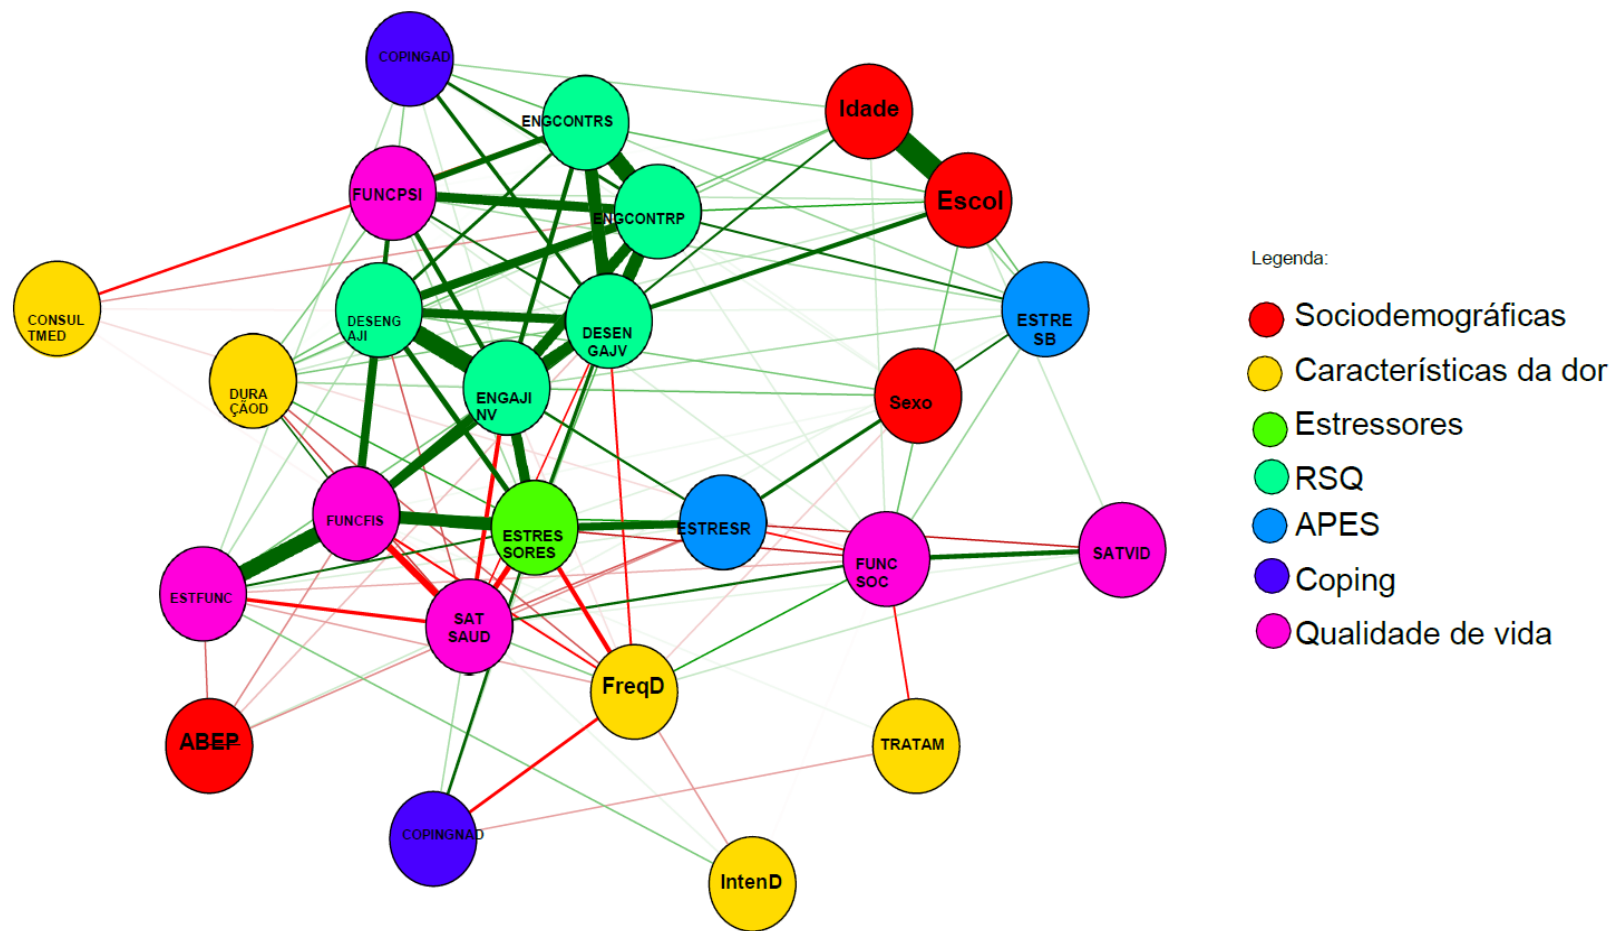 COPINGAD
ENGCONTRS
Idade
FUNCPSI
Escol
ENGCONTRP
CONSUL
TMED
DESENG
AJI
DESEN
GAJV
ESTRE
SB
DURA
ÇÃOD
ENGAJI
NV
Sexo
FUNCFIS
ESTRES
SORES
ESTRESR
FUNC
SOC
SATVID
ESTFUNC
SAT
SAUD
FreqD
ABEP
TRATAM
COPINGNAD
IntenD
Legenda:
Sociodemográficas
Características da dor
Estressores
RSQ
APES
Coping
Qualidade de vida